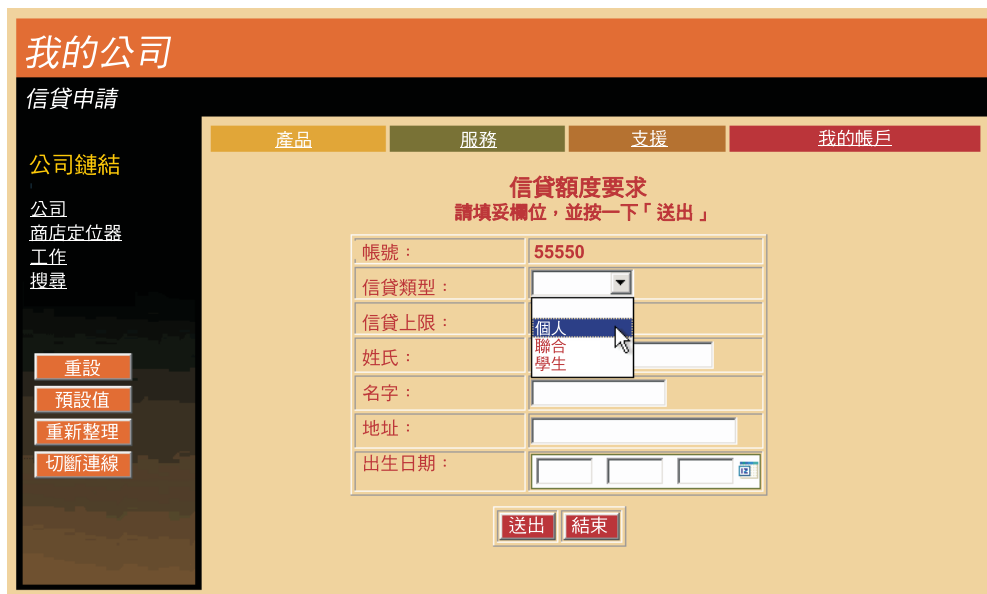 我的公司
信貸申請
產品 服務 支援 我的帳戶
公司鏈結
公司
商店定位器
工作
搜尋
重設
預設值
重新整理
切斷連線
信貸額度要求
請填妥欄位，並按一下「送出」
帳號： 55550
信貸類型：
個人
聯合
學生
信貸上限：
姓氏：
名字：
地址：
出生日期：
12
送出 結束